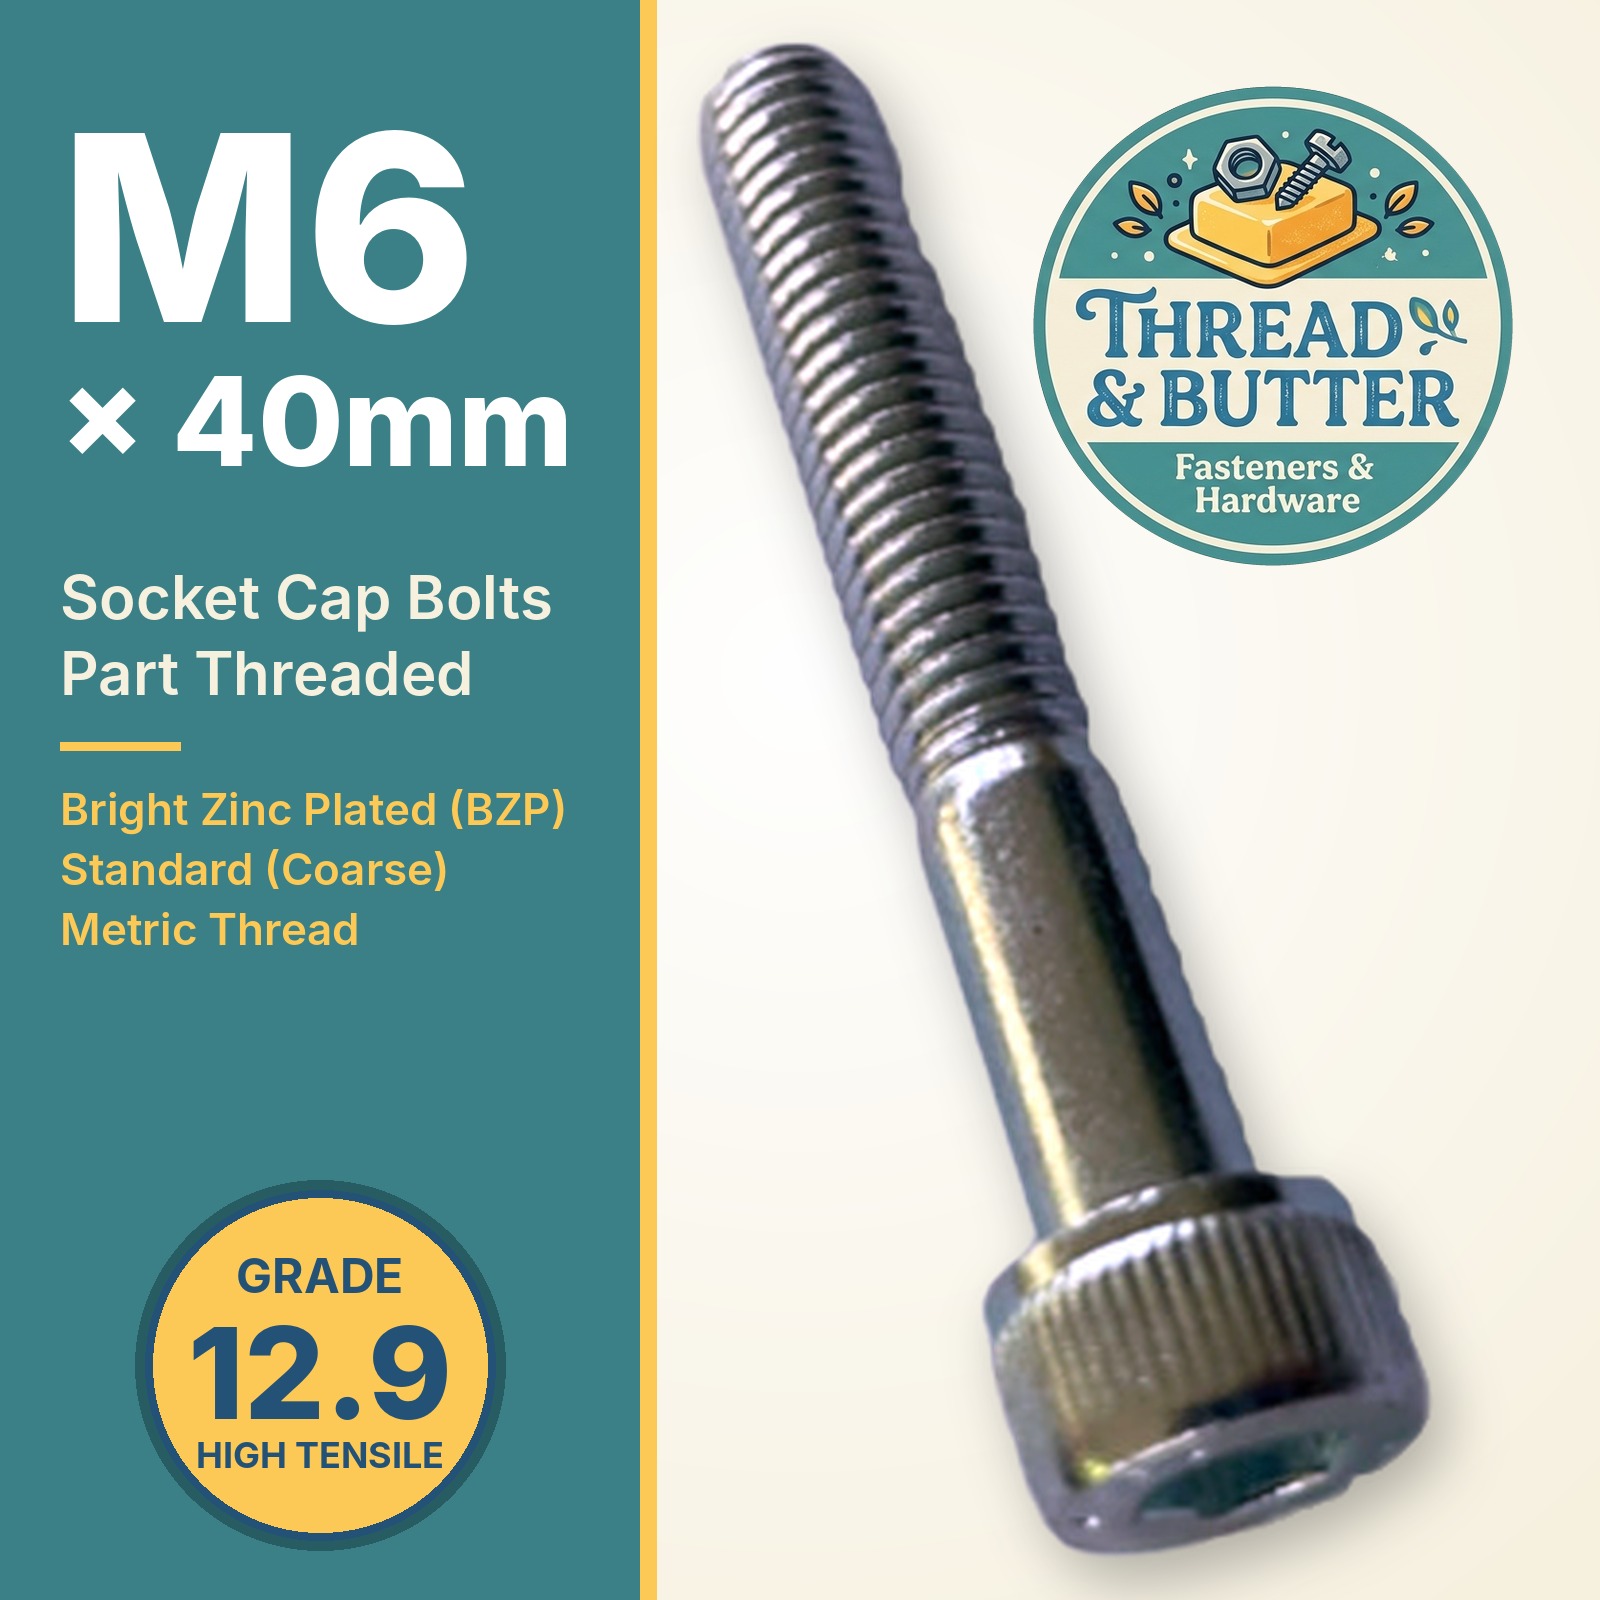 M6
× 40mm
Socket Cap Bolts
Part Threaded
Bright Zinc Plated (BZP)
Standard (Coarse)
Metric Thread
GRADE
12.9
HIGH TENSILE
THREAD
& BUTTER
Fasteners &
Hardware